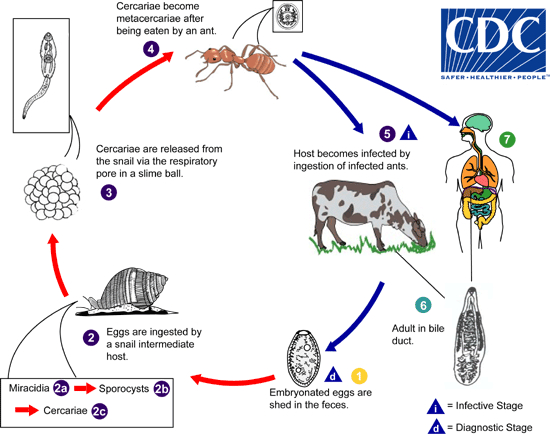 Cercariae become
metacercariae after
being eaten by an ant.
4
CDC
SAFER • HEALTHIER • PEOPLE™
Cercariae are released from
the snail via the respiratory
pore in a slime ball.
3
5 i
7
Host becomes infected by
ingestion of infected ants.
2 Eggs are ingested by
a snail intermediate
host.
6
Adult in bile
duct.
d 1
Embryonated eggs are
shed in the feces.
Miracidia 2a Sporocysts 2b
Cercariae 2c
i = Infective Stage
d = Diagnostic Stage